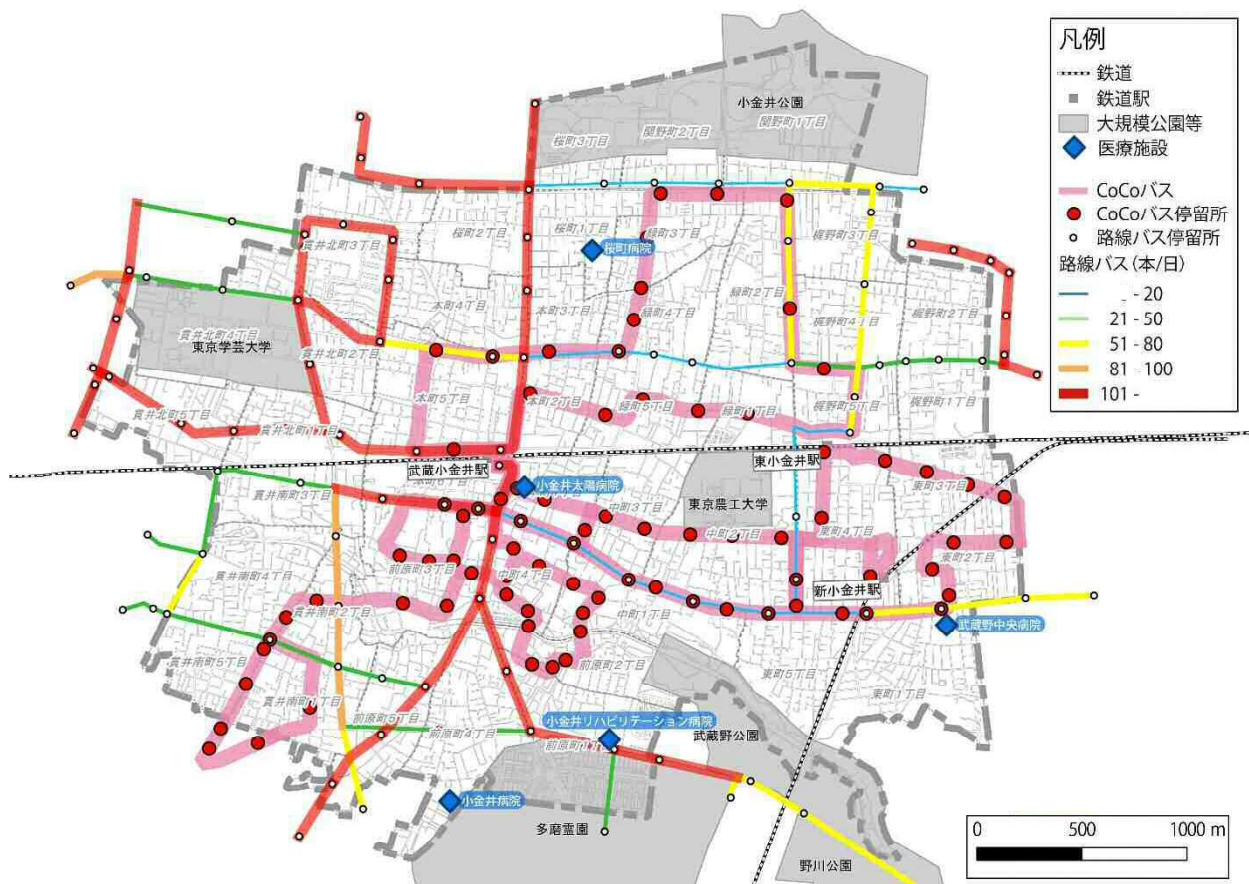 凡例
鉄道
鉄道駅
大規模公園等
医療施設
CoCoバス
CoCoバス停留所
路線バス停留所
路線バス(本/日)
- 20
21 - 50
51 - 80
81 - 100
101 -
小金井公園
関野町2丁目
関野町1丁目
桜町3丁目
桜町2丁目
桜町1丁目
桜町病院
緑町3丁目
梶野町3丁目
貫井北町3丁目
本町4丁目
本町3丁目
緑町4丁目
緑町2丁目
梶野町4丁目
梶野町2丁目
貫井北町4丁目
東京学芸大学
貫井北町2丁目
本町5丁目
本町2丁目
緑町5丁目
緑町1丁目
梶野町5丁目
梶野町1丁目
貫井北町5丁目
貫井北町1丁目
武蔵小金井駅
東小金井駅
小金井太陽病院
貫井南町3丁目
中町3丁目
東京農工大学
東町3丁目
中町2丁目
東町4丁目
東町2丁目
前原町3丁目
中町4丁目
新小金井駅
貫井南町4丁目
貫井南町2丁目
中町1丁目
武蔵野中央病院
貫井南町5丁目
前原町2丁目
東町5丁目
東町1丁目
貫井南町1丁目
前原町5丁目
前原町4丁目
小金井リハビリテーション病院
前原町1丁目
武蔵野公園
小金井病院
多磨霊園
野川公園
0 500 1000 m